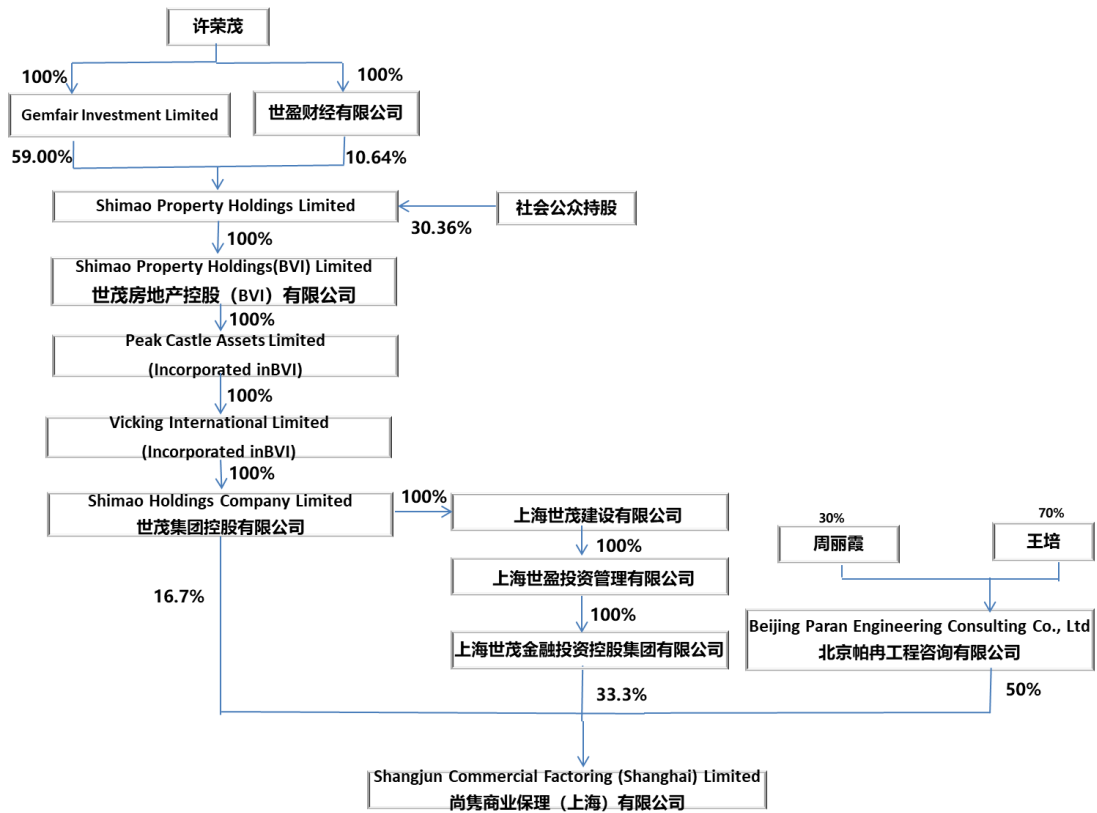 许荣茂
100%
100%
Gemfair Investment Limited
世盈财经有限公司
59.00%
10.64%
Shimao Property Holdings Limited
社会公众持股
30.36%
100%
Shimao Property Holdings(BVI) Limited
世茂房地产控股（BVI）有限公司
100%
Peak Castle Assets Limited
(Incorporated inBVI)
100%
Vicking International Limited
(Incorporated inBVI)
100%
Shimao Holdings Company Limited
世茂集团控股有限公司
100%
上海世茂建设有限公司
100%
上海世盈投资管理有限公司
100%
上海世茂金融投资控股集团有限公司
30%
周丽霞
70%
王培
Beijing Paran Engineering Consulting Co., Ltd
北京帕冉工程咨询有限公司
16.7%
33.3%
50%
Shangjun Commercial Factoring (Shanghai) Limited
尚隽商业保理（上海）有限公司